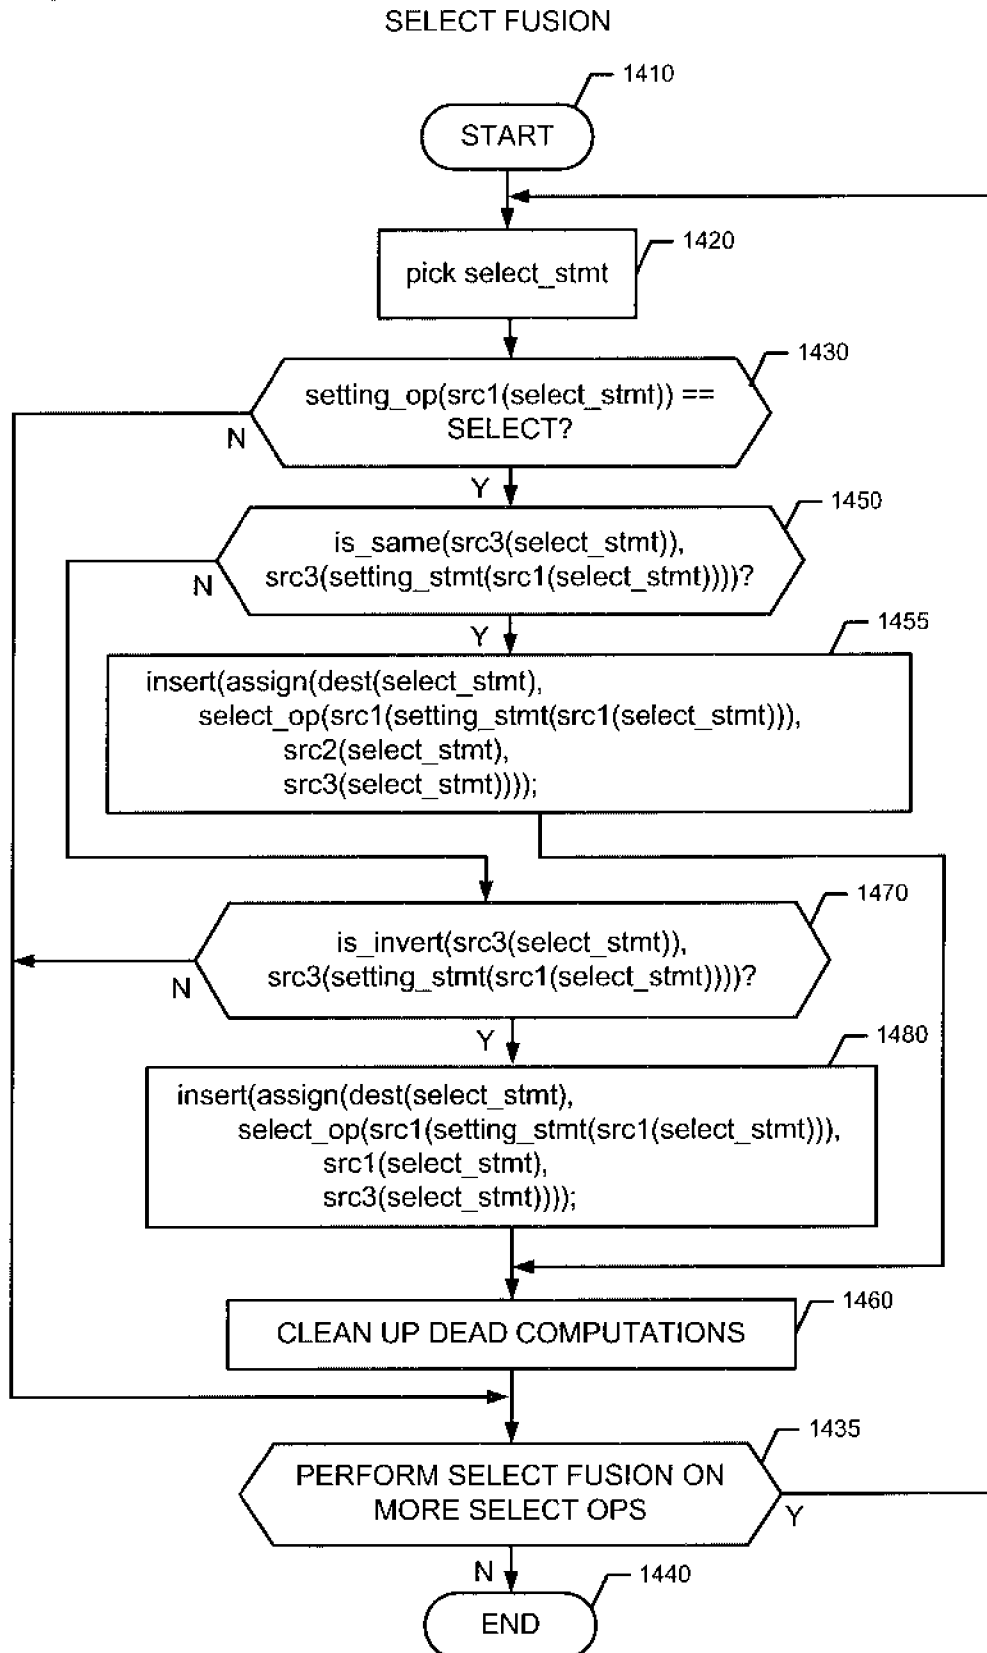 SELECT FUSION
1410
START
1420
pick select_stmt
1430
setting_op(src1(select_stmt)) ==
SELECT?
N
Y
1450
is_same(src3(select_stmt)),
src3(setting_stmt(src1(select_stmt))))?
N
Y
1455
insert(assign(dest(select_stmt),
select_op(src1(setting_stmt(src1(select_stmt))),
src2(select_stmt),
src3(select_stmt))));
1470
is_invert(src3(select_stmt)),
src3(setting_stmt(src1(select_stmt))))?
N
Y
1480
insert(assign(dest(select_stmt),
select_op(src1(setting_stmt(src1(select_stmt))),
src1(select_stmt),
src3(select_stmt))));
1460
CLEAN UP DEAD COMPUTATIONS
1435
PERFORM SELECT FUSION ON
MORE SELECT OPS
Y
N
1440
END